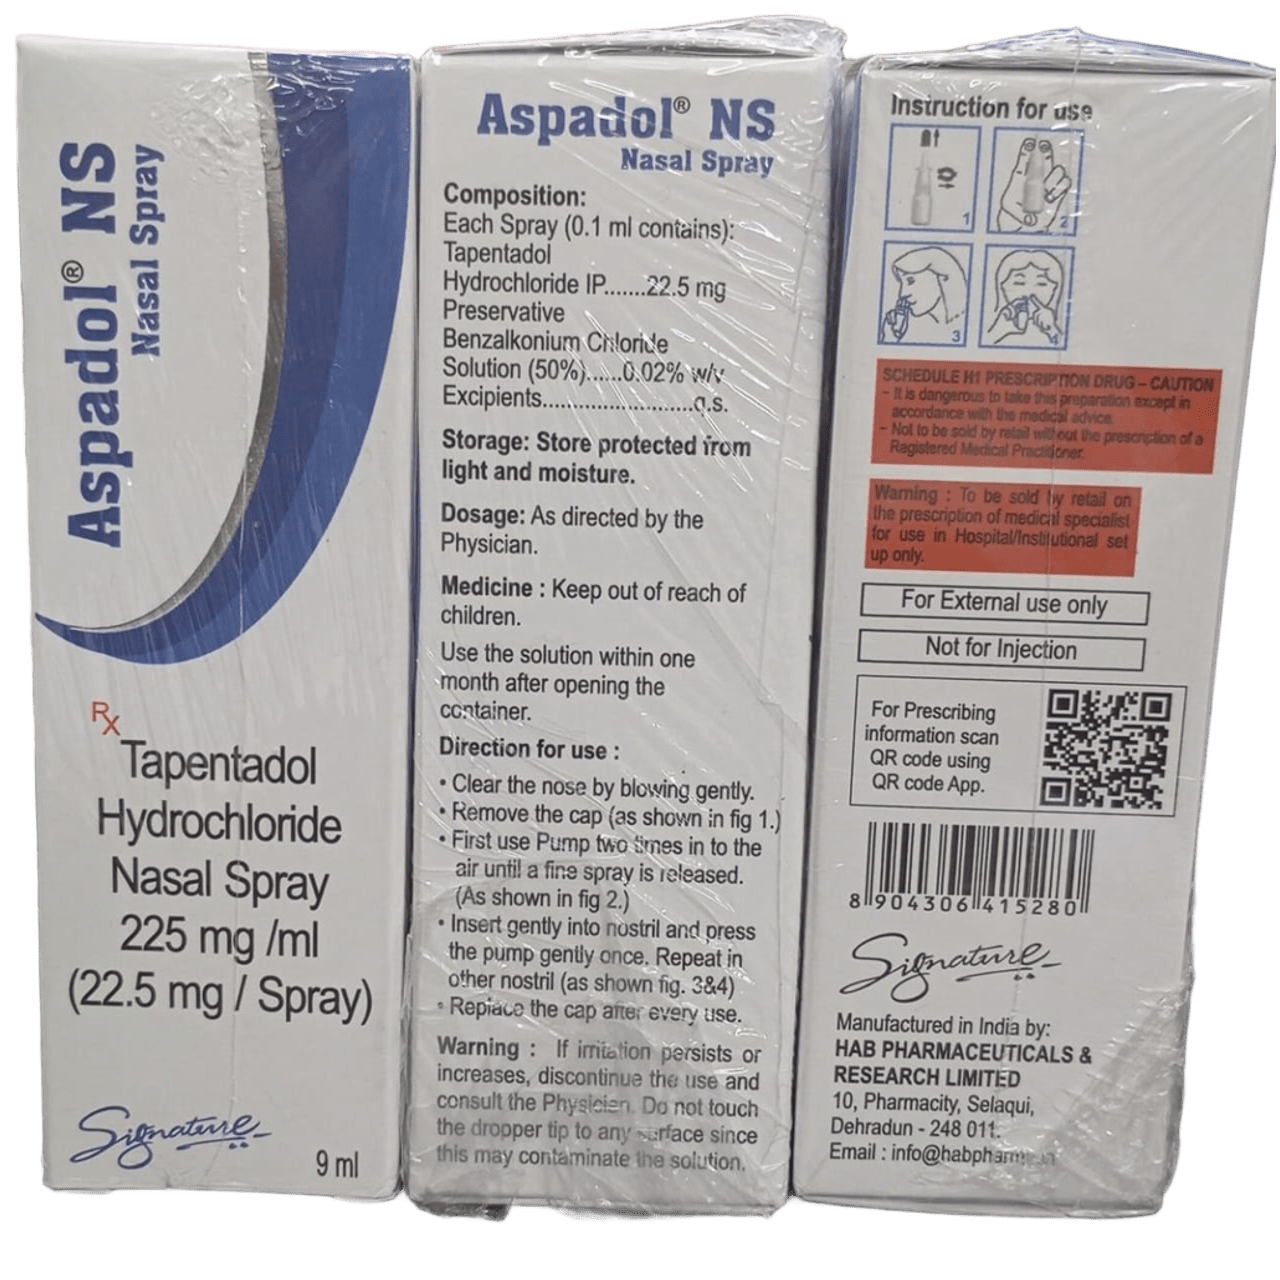 Aspadol® NS
Nasal Spray
Rx
Tapentadol
Hydrochloride
Nasal Spray
225 mg /ml
(22.5 mg / Spray)
Signature
9 ml
Aspadol® NS
Nasal Spray
Composition:
Each Spray (0.1 ml contains):
Tapentadol
Hydrochloride IP.......22.5 mg
Preservative
Benzalkonium Chloride
Solution (50%)......0.02% w/v
Excipients.........................q.s.
Storage: Store protected from
light and moisture.
Dosage: As directed by the
Physician.
Medicine : Keep out of reach of
children.
Use the solution within one
month after opening the
container.
Direction for use :
• Clear the nose by blowing gently.
• Remove the cap (as shown in fig 1.)
• First use Pump two times in to the
air until a fine spray is released.
(As shown in fig 2.)
• Insert gently into nostril and press
the pump gently once. Repeat in
other nostril (as shown fig. 3&4)
• Replace the cap after every use.
Warning : If irritation persists or
increases, discontinue the use and
consult the Physician. Do not touch
the dropper tip to any surface since
this may contaminate the solution.
Instruction for use
1
2
3
4
SCHEDULE H1 PRESCRIPTION DRUG – CAUTION
– It is dangerous to take this preparation except in
accordance with the medical advice.
– Not to be sold by retail without the prescription of a
Registered Medical Practitioner.
Warning : To be sold by retail on
the prescription of medical specialist
for use in Hospital/Institutional set
up only.
For External use only
Not for Injection
For Prescribing
information scan
QR code using
QR code App.
8 904306 415280
Signature
Manufactured in India by:
HAB PHARMACEUTICALS &
RESEARCH LIMITED
10, Pharmacity, Selaqui,
Dehradun - 248 011.
Email :